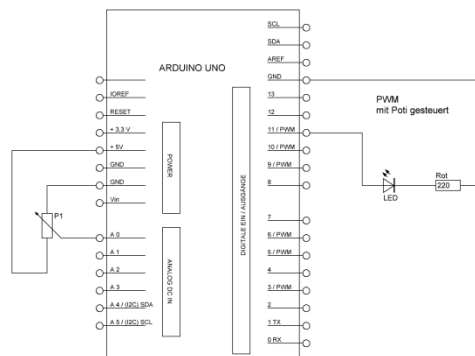 ARDUINO UNO
IOREF
RESET
+ 3,3 V
+ 5V
GND
GND
Vin
A 0
A 1
A 2
A 3
A 4 / (I2C) SDA
A 5 / (I2C) SCL
POWER
ANALOG DC IN
DIGITALE EIN / AUSGÄNGE
SCL
SDA
AREF
GND
13
12
11 / PWM
10 / PWM
9 / PWM
8
7
6 / PWM
5 / PWM
4
3 / PWM
2
1 TX
0 RX
P1
PWM
mit Poti gesteuert
LED
Rot
220